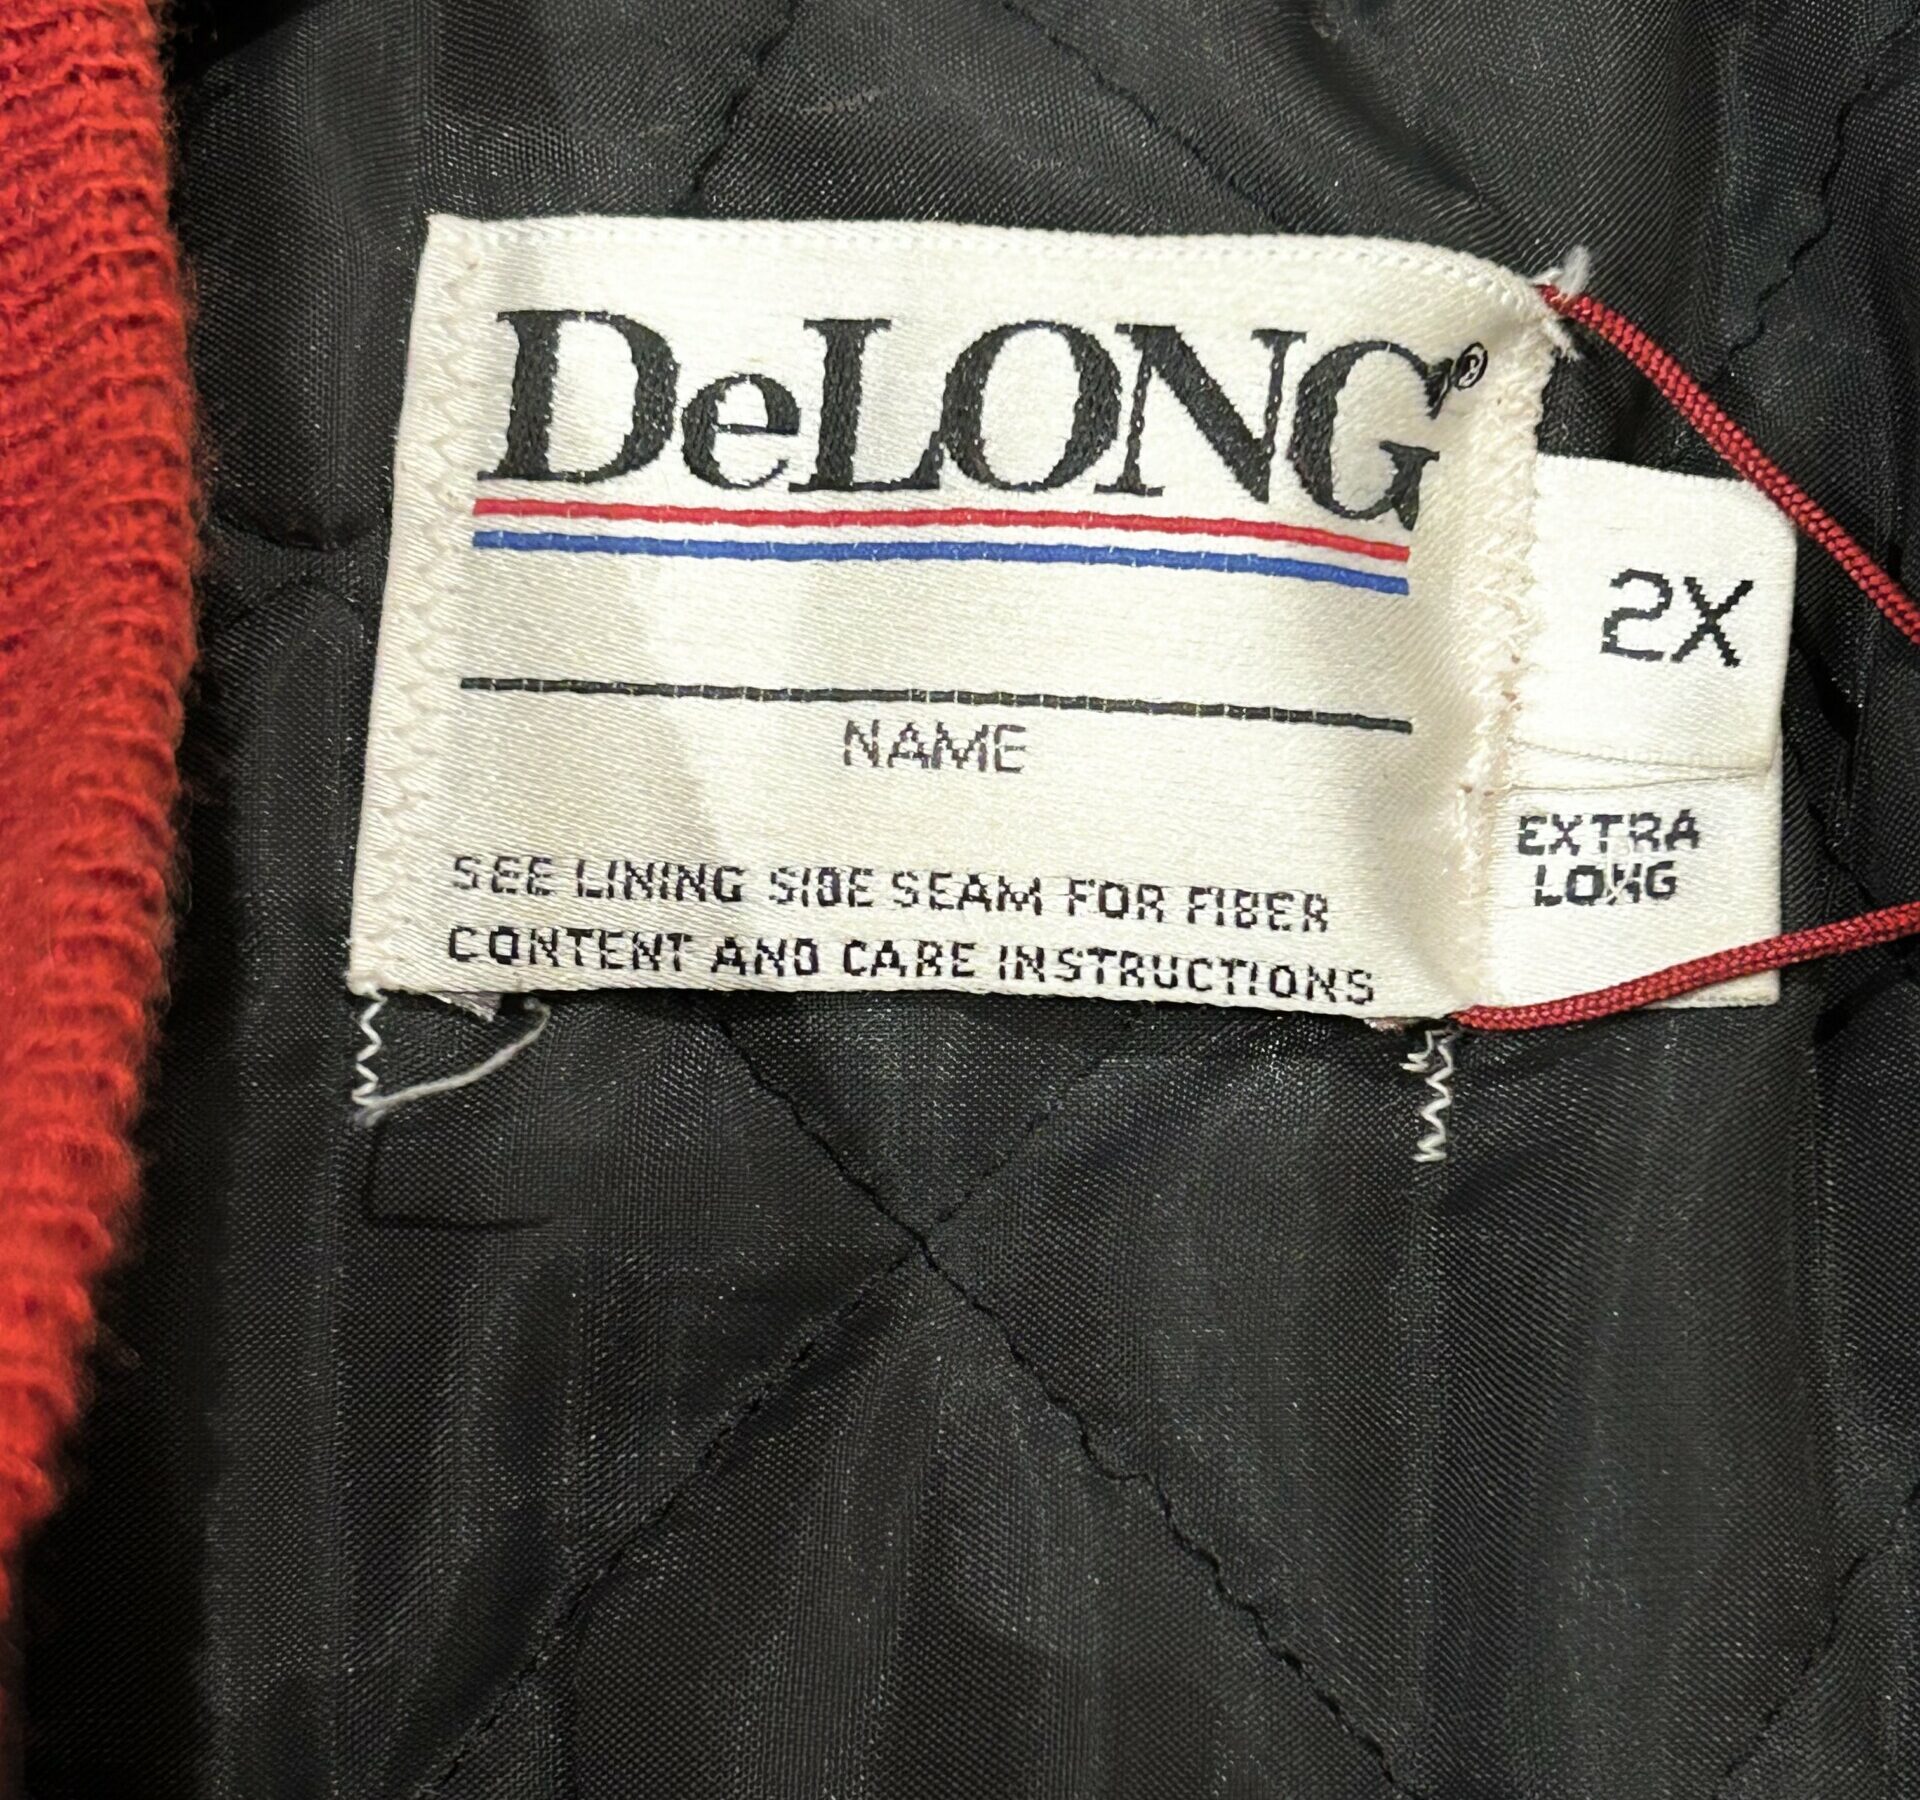 DeLONG®
2X
NAME
EXTRA
LONG
SEE LINING SIDE SEAM FOR FIBER
CONTENT AND CARE INSTRUCTIONS